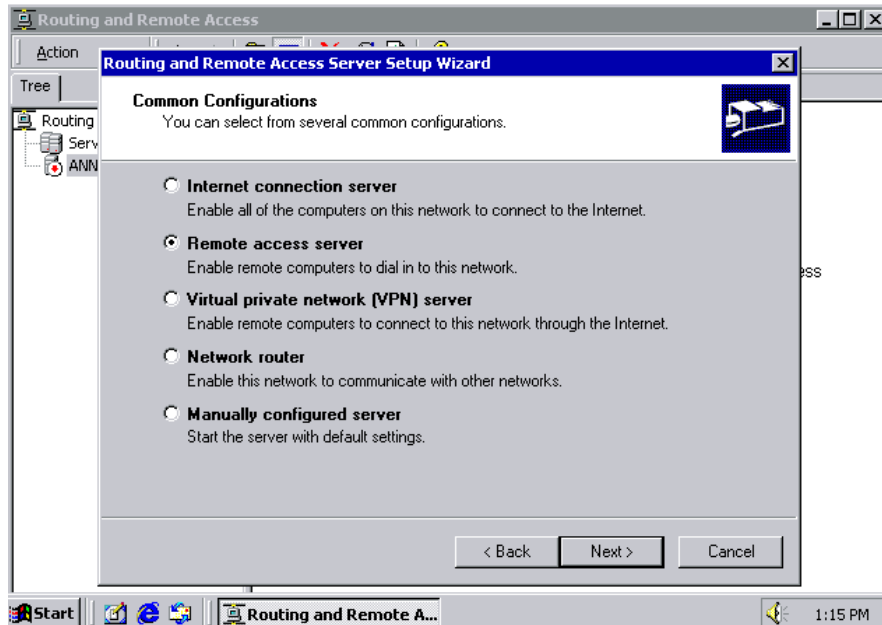 Routing and Remote Access
Action
Tree
Routing
Serv
ANN
Routing and Remote Access Server Setup Wizard
Common Configurations
You can select from several common configurations.
Internet connection server
Enable all of the computers on this network to connect to the Internet.
Remote access server
Enable remote computers to dial in to this network.
Virtual private network (VPN) server
Enable remote computers to connect to this network through the Internet.
Network router
Enable this network to communicate with other networks.
Manually configured server
Start the server with default settings.
< Back
Next >
Cancel
ess
Start
Routing and Remote A...
1:15 PM